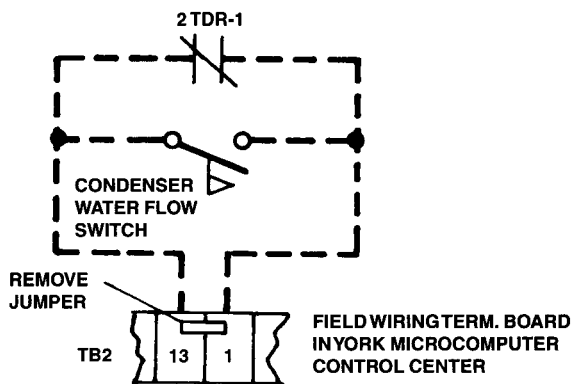 2 TDR-1
CONDENSER
WATER FLOW
SWITCH
REMOVE
JUMPER
TB2
13
1
FIELD WIRING TERM. BOARD
IN YORK MICROCOMPUTER
CONTROL CENTER